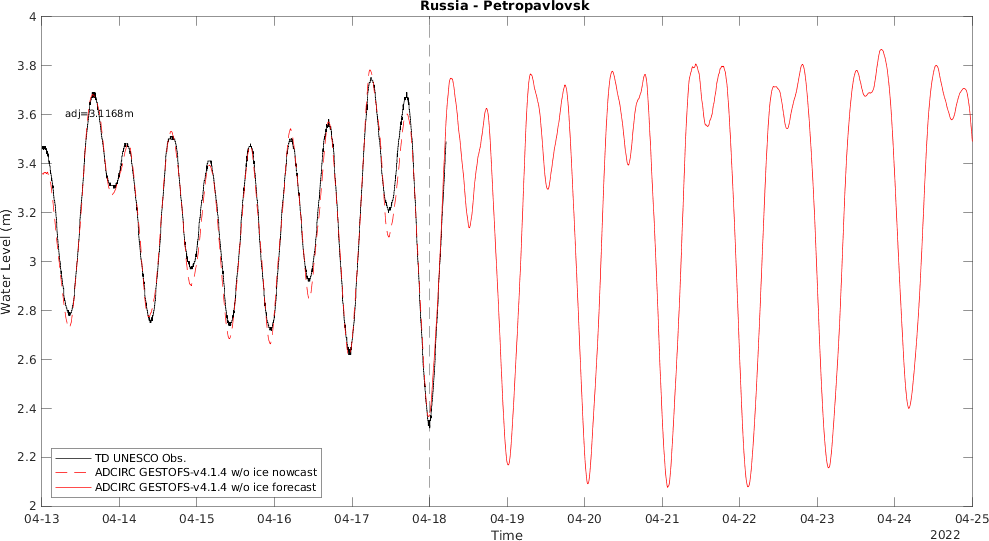 Russia - Petropavlovsk
4
3.8
3.6
3.4
3.2
3
2.8
2.6
2.4
2.2
2
Water Level (m)
adj=3.1168m
TD UNESCO Obs.
ADCIRC GESTOFS-v4.1.4 w/o ice nowcast
ADCIRC GESTOFS-v4.1.4 w/o ice forecast
04-13 04-14 04-15 04-16 04-17 04-18 04-19 04-20 04-21 04-22 04-23 04-24 04-25
Time
2022